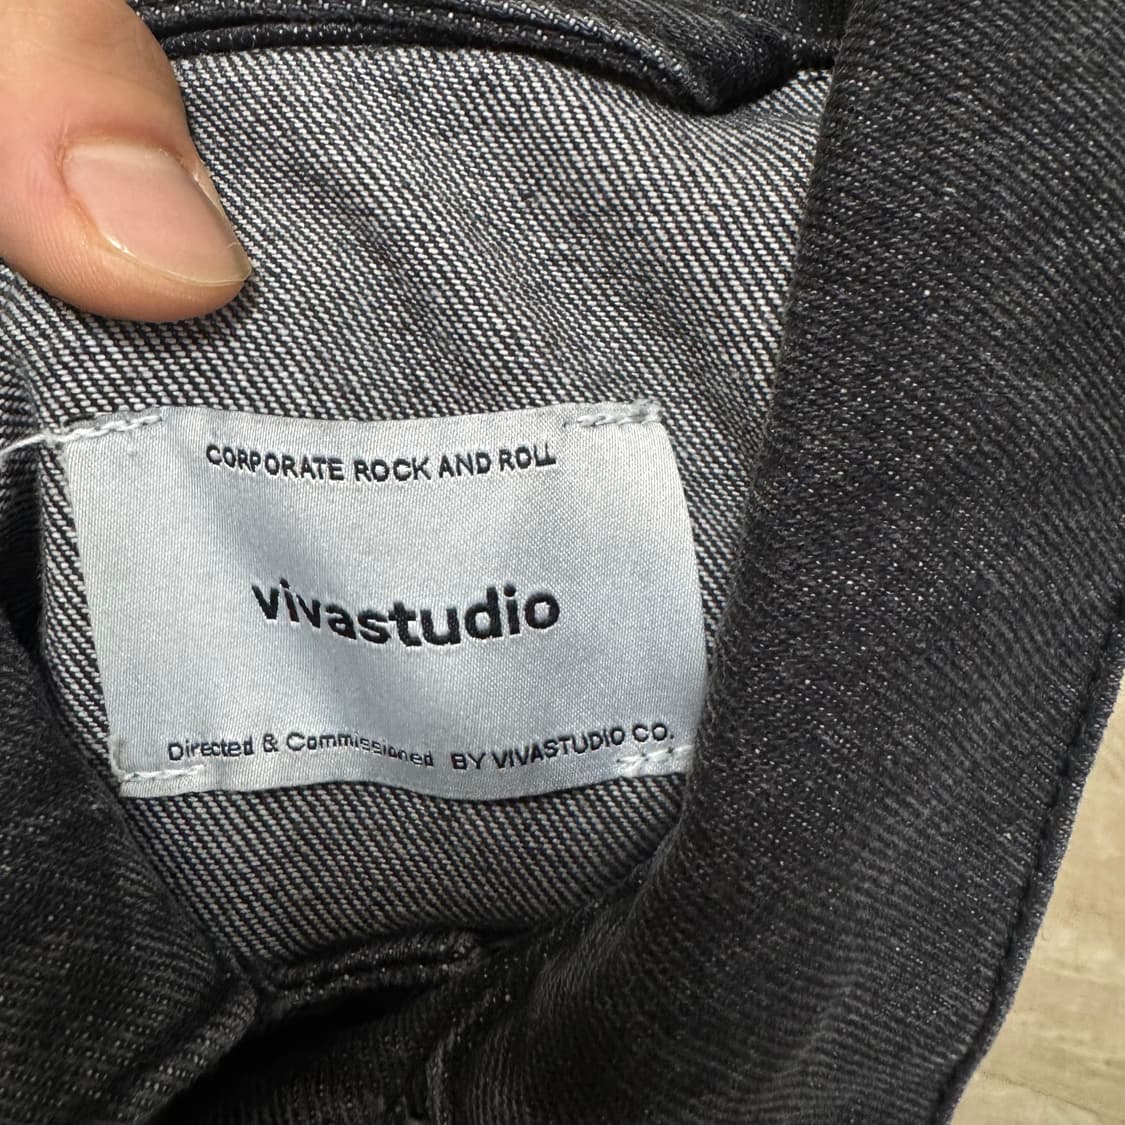 CORPORATE ROCK AND ROLL
vivastudio
Directed & Commissioned BY VIVASTUDIO CO.